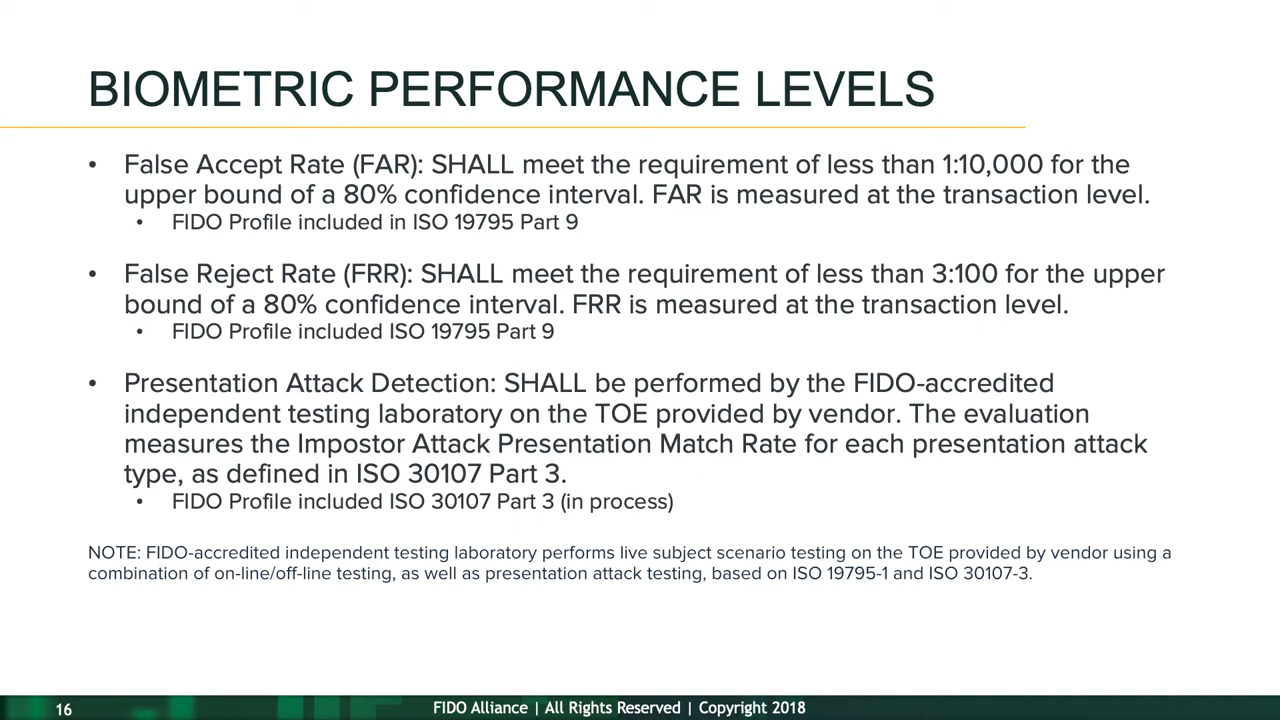 BIOMETRIC PERFORMANCE LEVELS
• False Accept Rate (FAR): SHALL meet the requirement of less than 1:10,000 for the
upper bound of a 80% confidence interval. FAR is measured at the transaction level.
• FIDO Profile included in ISO 19795 Part 9
• False Reject Rate (FRR): SHALL meet the requirement of less than 3:100 for the upper
bound of a 80% confidence interval. FRR is measured at the transaction level.
• FIDO Profile included ISO 19795 Part 9
• Presentation Attack Detection: SHALL be performed by the FIDO-accredited
independent testing laboratory on the TOE provided by vendor. The evaluation
measures the Impostor Attack Presentation Match Rate for each presentation attack
type, as defined in ISO 30107 Part 3.
• FIDO Profile included ISO 30107 Part 3 (in process)
NOTE: FIDO-accredited independent testing laboratory performs live subject scenario testing on the TOE provided by vendor using a
combination of on-line/off-line testing, as well as presentation attack testing, based on ISO 19795-1 and ISO 30107-3.
16
FIDO Alliance | All Rights Reserved | Copyright 2018